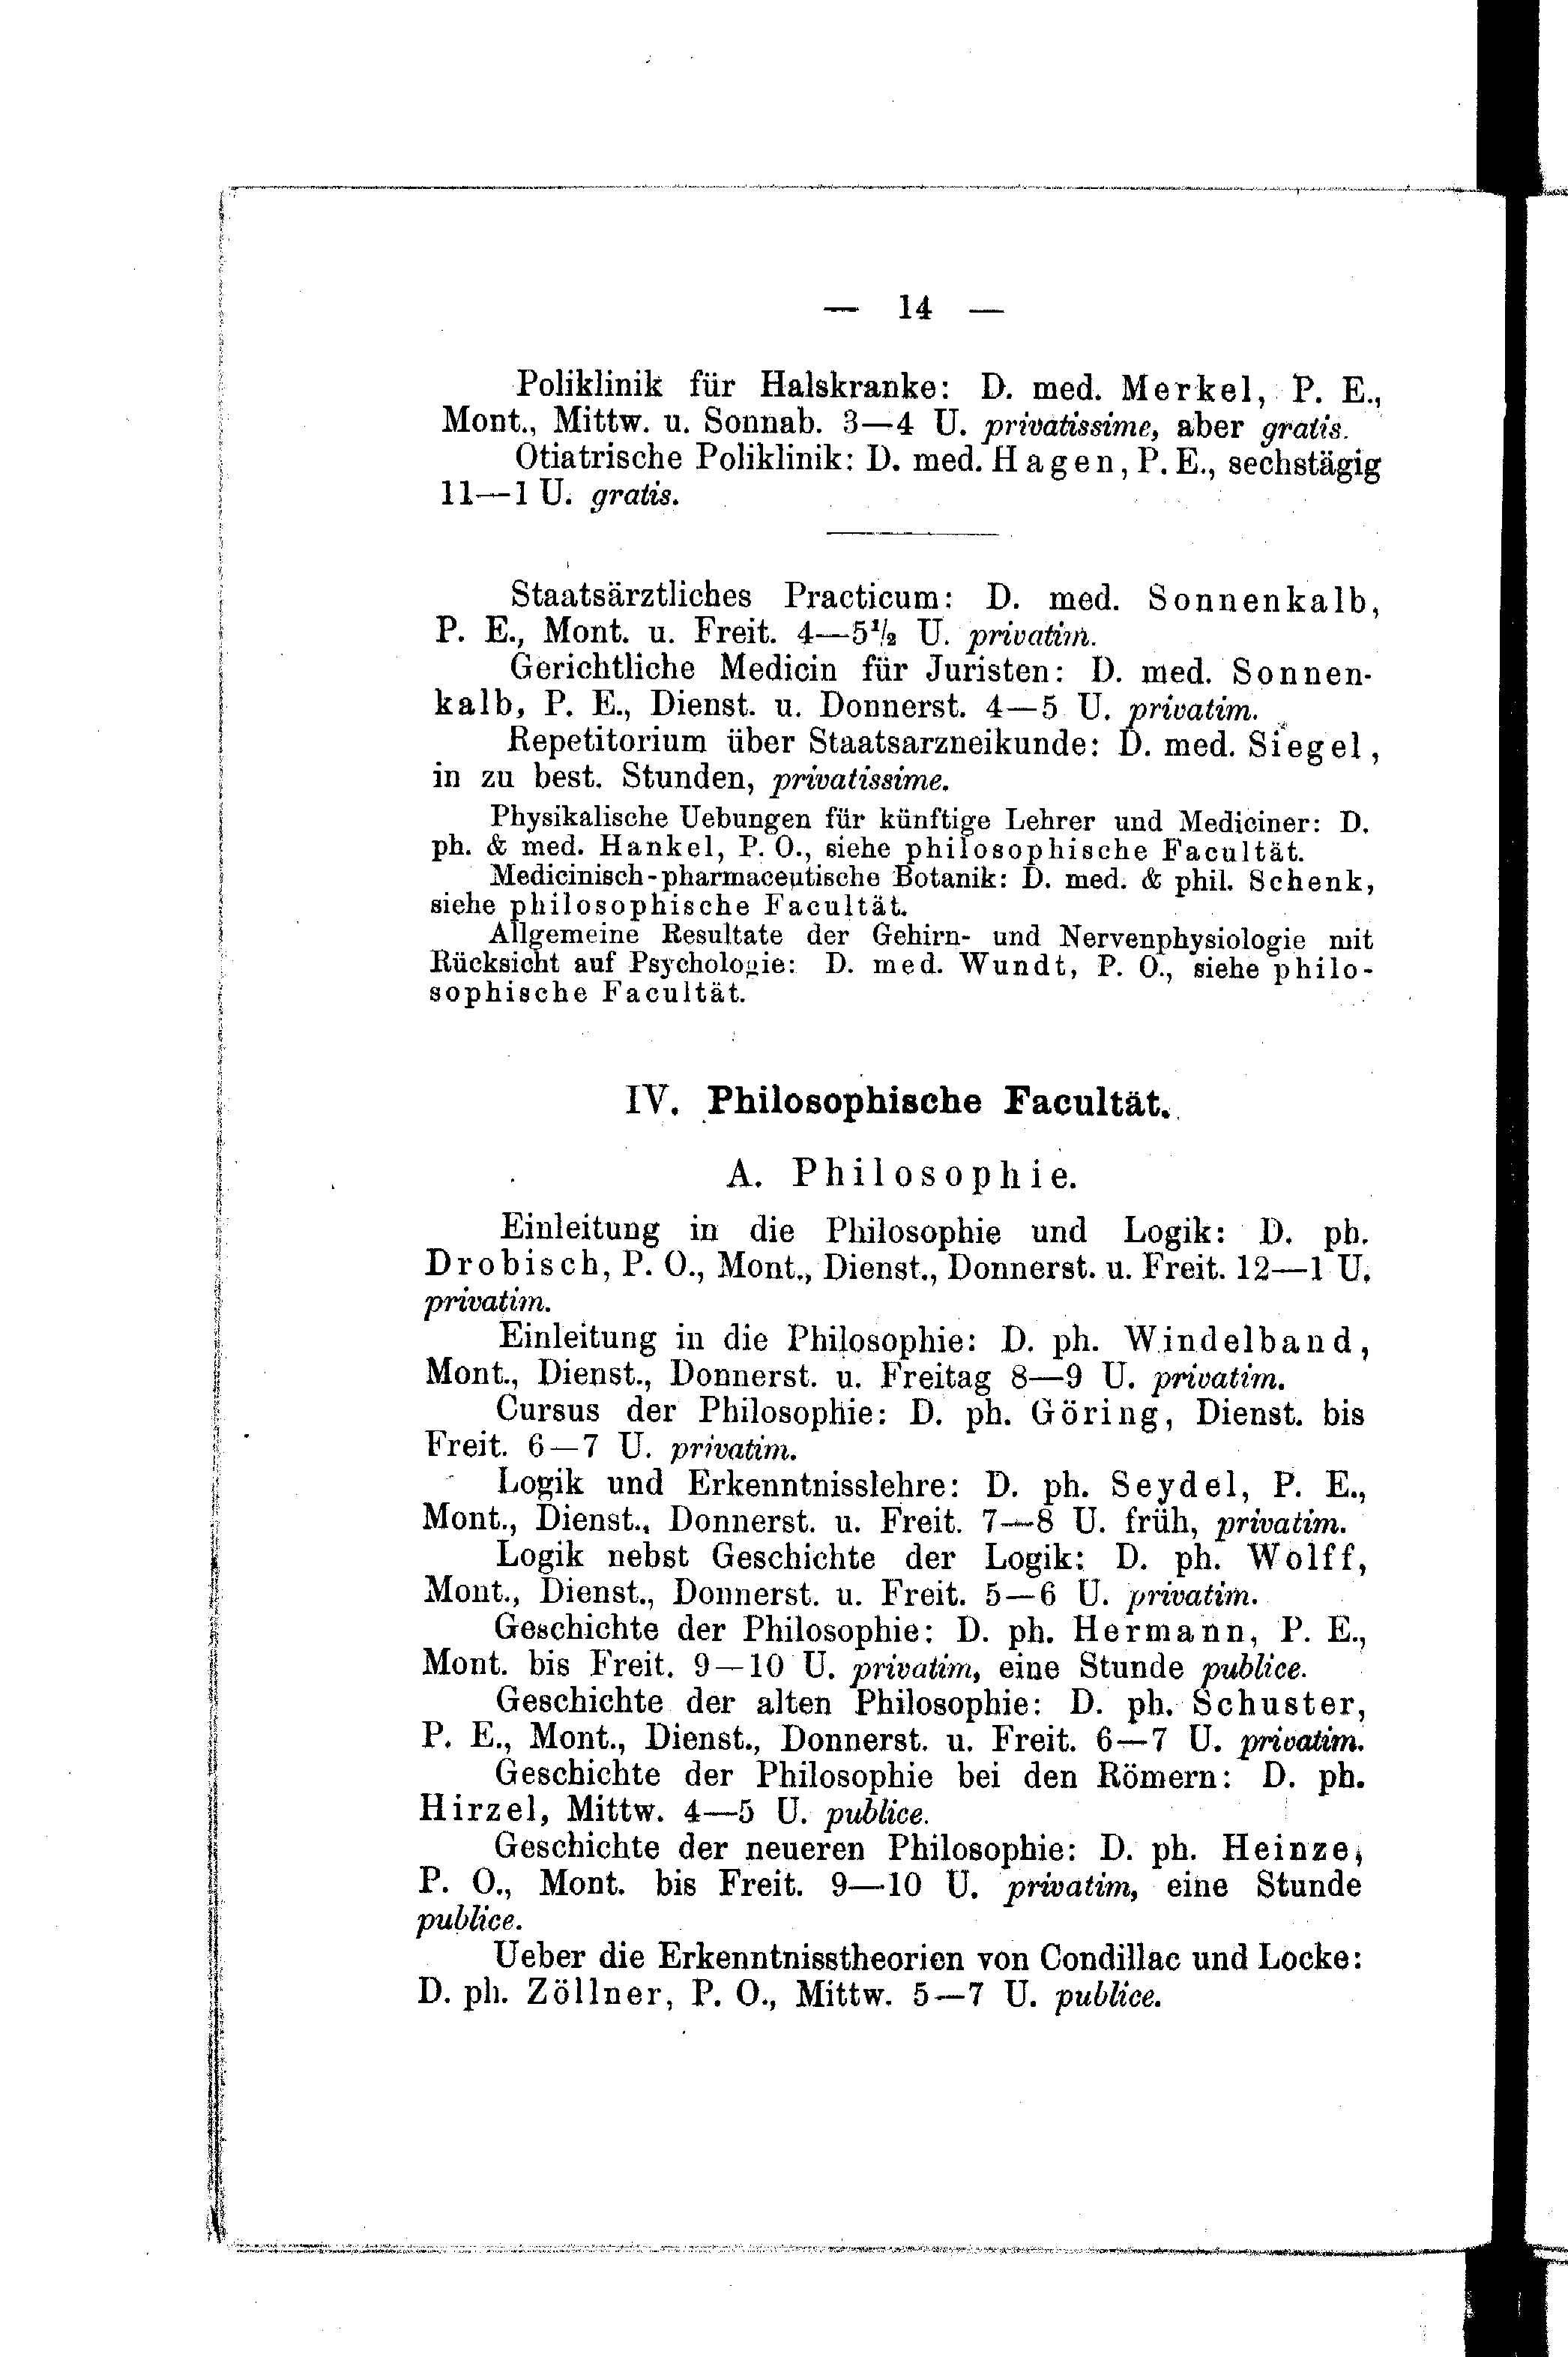 — 14 —
Poliklinik für Halskranke: D. med. Merkel, P. E.,
Mont., Mittw. u. Sonnab. 3—4 U. privatissime, aber gratis.
Otiatrische Poliklinik: D. med. Hagen, P. E., sechstägig
11—1 U. gratis.
Staatsärztliches Practicum: D. med. Sonnenkalb,
P. E., Mont. u. Freit. 4—5½ U. privatim.
Gerichtliche Medicin für Juristen: D. med. Sonnen-
kalb, P. E., Dienst. u. Donnerst. 4—5 U. privatim.
Repetitorium über Staatsarzneikunde: D. med. Siegel,
in zu best. Stunden, privatissime.
Physikalische Uebungen für künftige Lehrer und Mediciner: D.
ph. & med. Hankel, P. O., siehe philosophische Facultät.
Medicinisch-pharmaceutische Botanik: D. med. & phil. Schenk,
siehe philosophische Facultät.
Allgemeine Resultate der Gehirn- und Nervenphysiologie mit
Rücksicht auf Psychologie: D. med. Wundt, P. O., siehe philo-
sophische Facultät.
IV. Philosophische Facultät.
A. Philosophie.
Einleitung in die Philosophie und Logik: D. ph.
Drobisch, P. O., Mont., Dienst., Donnerst. u. Freit. 12—1 U.
privatim.
Einleitung in die Philosophie: D. ph. Windelband,
Mont., Dienst., Donnerst. u. Freitag 8—9 U. privatim.
Cursus der Philosophie: D. ph. Göring, Dienst. bis
Freit. 6—7 U. privatim.
Logik und Erkenntnisslehre: D. ph. Seydel, P. E.,
Mont., Dienst., Donnerst. u. Freit. 7—8 U. früh, privatim.
Logik nebst Geschichte der Logik: D. ph. Wolff,
Mont., Dienst., Donnerst. u. Freit. 5—6 U. privatim.
Geschichte der Philosophie: D. ph. Hermann, P. E.,
Mont. bis Freit. 9—10 U. privatim, eine Stunde publice.
Geschichte der alten Philosophie: D. ph. Schuster,
P. E., Mont., Dienst., Donnerst. u. Freit. 6—7 U. privatim.
Geschichte der Philosophie bei den Römern: D. ph.
Hirzel, Mittw. 4—5 U. publice.
Geschichte der neueren Philosophie: D. ph. Heinze,
P. O., Mont. bis Freit. 9—10 U. privatim, eine Stunde
publice.
Ueber die Erkenntnisstheorien von Condillac und Locke:
D. ph. Zöllner, P. O., Mittw. 5—7 U. publice.